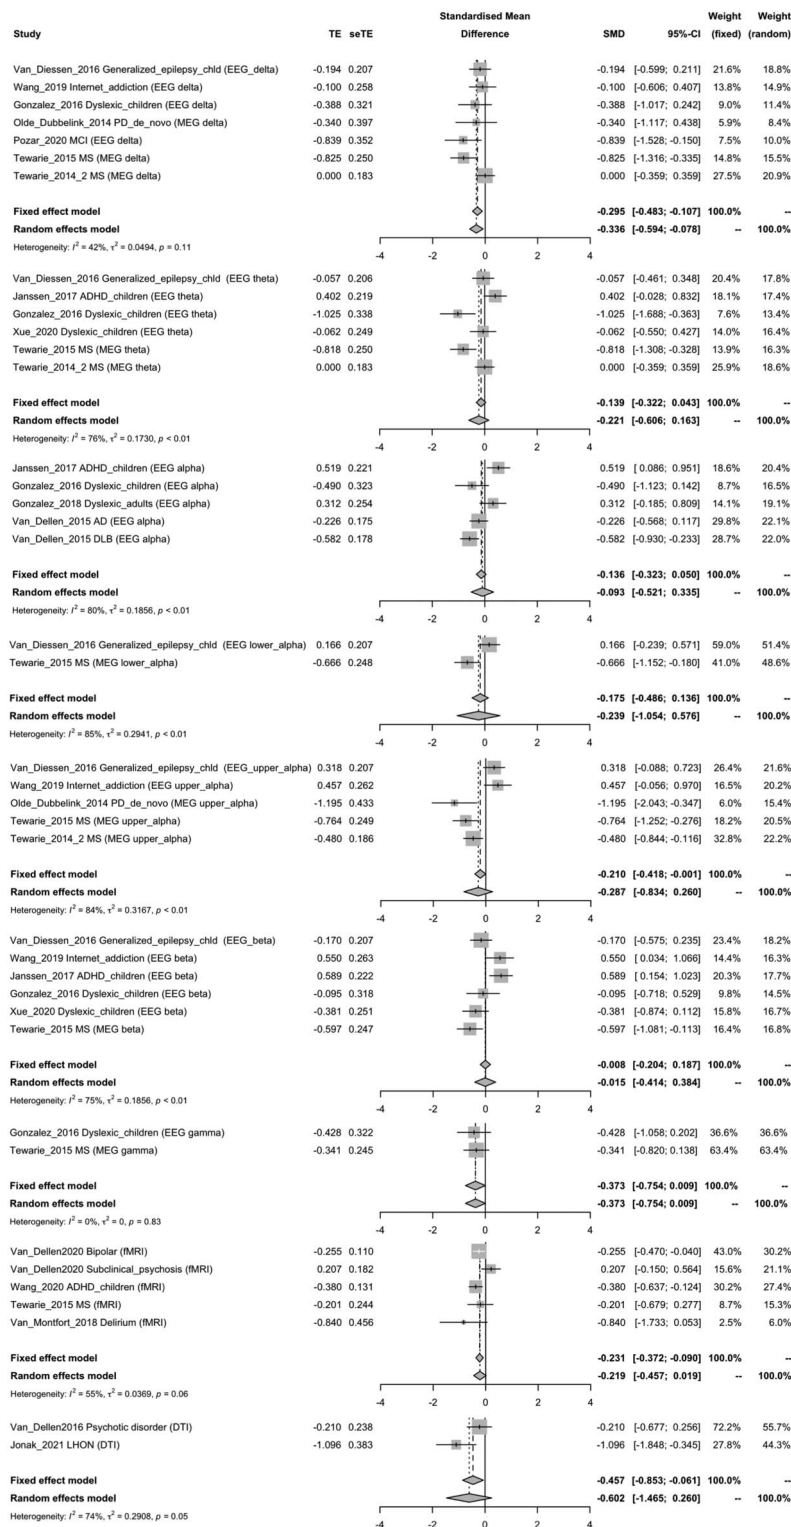 Standardised Mean Weight Weight
Study TE seTE Difference SMD 95%-CI (fixed) (random)
Van_Diessen_2016 Generalized_epilepsy_chld (EEG_delta) -0.194 0.207 -0.194 [-0.599; 0.211] 21.6% 18.8%
Wang_2019 Internet_addiction (EEG delta) -0.100 0.258 -0.100 [-0.606; 0.407] 13.8% 14.9%
Gonzalez_2016 Dyslexic_children (EEG delta) -0.388 0.321 -0.388 [-1.017; 0.242] 9.0% 11.4%
Olde_Dubbelink_2014 PD_de_novo (MEG delta) -0.340 0.397 -0.340 [-1.117; 0.438] 5.9% 8.4%
Pozar_2020 MCI (EEG delta) -0.839 0.352 -0.839 [-1.528; -0.150] 7.5% 10.0%
Tewarie_2015 MS (MEG delta) -0.825 0.250 -0.825 [-1.316; -0.335] 14.8% 15.5%
Tewarie_2014_2 MS (MEG delta) 0.000 0.183 0.000 [-0.359; 0.359] 27.5% 20.9%
Fixed effect model -0.295 [-0.483; -0.107] 100.0% --
Random effects model -0.336 [-0.594; -0.078] -- 100.0%
Heterogeneity: I² = 42%, τ² = 0.0494, p = 0.11
-4 -2 0 2 4
Van_Diessen_2016 Generalized_epilepsy_chld (EEG theta) -0.057 0.206 -0.057 [-0.461; 0.348] 20.4% 17.8%
Janssen_2017 ADHD_children (EEG theta) 0.402 0.219 0.402 [-0.028; 0.832] 18.1% 17.4%
Gonzalez_2016 Dyslexic_children (EEG theta) -1.025 0.338 -1.025 [-1.688; -0.363] 7.6% 13.4%
Xue_2020 Dyslexic_children (EEG theta) -0.062 0.249 -0.062 [-0.550; 0.427] 14.0% 16.4%
Tewarie_2015 MS (MEG theta) -0.818 0.250 -0.818 [-1.308; -0.328] 13.9% 16.3%
Tewarie_2014_2 MS (MEG theta) 0.000 0.183 0.000 [-0.359; 0.359] 25.9% 18.6%
Fixed effect model -0.139 [-0.322; 0.043] 100.0% --
Random effects model -0.221 [-0.606; 0.163] -- 100.0%
Heterogeneity: I² = 76%, τ² = 0.1730, p < 0.01
-4 -2 0 2 4
Janssen_2017 ADHD_children (EEG alpha) 0.519 0.221 0.519 [ 0.086; 0.951] 18.6% 20.4%
Gonzalez_2016 Dyslexic_children (EEG alpha) -0.490 0.323 -0.490 [-1.123; 0.142] 8.7% 16.5%
Gonzalez_2018 Dyslexic_adults (EEG alpha) 0.312 0.254 0.312 [-0.185; 0.809] 14.1% 19.1%
Van_Dellen_2015 AD (EEG alpha) -0.226 0.175 -0.226 [-0.568; 0.117] 29.8% 22.1%
Van_Dellen_2015 DLB (EEG alpha) -0.582 0.178 -0.582 [-0.930; -0.233] 28.7% 22.0%
Fixed effect model -0.136 [-0.323; 0.050] 100.0% --
Random effects model -0.093 [-0.521; 0.335] -- 100.0%
Heterogeneity: I² = 80%, τ² = 0.1856, p < 0.01
-4 -2 0 2 4
Van_Diessen_2016 Generalized_epilepsy_chld (EEG lower_alpha) 0.166 0.207 0.166 [-0.239; 0.571] 59.0% 51.4%
Tewarie_2015 MS (MEG lower_alpha) -0.666 0.248 -0.666 [-1.152; -0.180] 41.0% 48.6%
Fixed effect model -0.175 [-0.486; 0.136] 100.0% --
Random effects model -0.239 [-1.054; 0.576] -- 100.0%
Heterogeneity: I² = 85%, τ² = 0.2941, p < 0.01
-4 -2 0 2 4
Van_Diessen_2016 Generalized_epilepsy_chld (EEG_upper_alpha) 0.318 0.207 0.318 [-0.088; 0.723] 26.4% 21.6%
Wang_2019 Internet_addiction (EEG upper_alpha) 0.457 0.262 0.457 [-0.056; 0.970] 16.5% 20.2%
Olde_Dubbelink_2014 PD_de_novo (MEG upper_alpha) -1.195 0.433 -1.195 [-2.043; -0.347] 6.0% 15.4%
Tewarie_2015 MS (MEG upper_alpha) -0.764 0.249 -0.764 [-1.252; -0.276] 18.2% 20.5%
Tewarie_2014_2 MS (MEG upper_alpha) -0.480 0.186 -0.480 [-0.844; -0.116] 32.8% 22.2%
Fixed effect model -0.210 [-0.418; -0.001] 100.0% --
Random effects model -0.287 [-0.834; 0.260] -- 100.0%
Heterogeneity: I² = 84%, τ² = 0.3167, p < 0.01
-4 -2 0 2 4
Van_Diessen_2016 Generalized_epilepsy_chld (EEG_beta) -0.170 0.207 -0.170 [-0.575; 0.235] 23.4% 18.2%
Wang_2019 Internet_addiction (EEG beta) 0.550 0.263 0.550 [ 0.034; 1.066] 14.4% 16.3%
Janssen_2017 ADHD_children (EEG beta) 0.589 0.222 0.589 [ 0.154; 1.023] 20.3% 17.7%
Gonzalez_2016 Dyslexic_children (EEG beta) -0.095 0.318 -0.095 [-0.718; 0.529] 9.8% 14.5%
Xue_2020 Dyslexic_children (EEG beta) -0.381 0.251 -0.381 [-0.874; 0.112] 15.8% 16.7%
Tewarie_2015 MS (MEG beta) -0.597 0.247 -0.597 [-1.081; -0.113] 16.4% 16.8%
Fixed effect model -0.008 [-0.204; 0.187] 100.0% --
Random effects model -0.015 [-0.414; 0.384] -- 100.0%
Heterogeneity: I² = 75%, τ² = 0.1856, p < 0.01
-4 -2 0 2 4
Gonzalez_2016 Dyslexic_children (EEG gamma) -0.428 0.322 -0.428 [-1.058; 0.202] 36.6% 36.6%
Tewarie_2015 MS (MEG gamma) -0.341 0.245 -0.341 [-0.820; 0.138] 63.4% 63.4%
Fixed effect model -0.373 [-0.754; 0.009] 100.0% --
Random effects model -0.373 [-0.754; 0.009] -- 100.0%
Heterogeneity: I² = 0%, τ² = 0, p = 0.83
-4 -2 0 2 4
Van_Dellen2020 Bipolar (fMRI) -0.255 0.110 -0.255 [-0.470; -0.040] 43.0% 30.2%
Van_Dellen2020 Subclinical_psychosis (fMRI) 0.207 0.182 0.207 [-0.150; 0.564] 15.6% 21.1%
Wang_2020 ADHD_children (fMRI) -0.380 0.131 -0.380 [-0.637; -0.124] 30.2% 27.4%
Tewarie_2015 MS (fMRI) -0.201 0.244 -0.201 [-0.679; 0.277] 8.7% 15.3%
Van_Montfort_2018 Delirium (fMRI) -0.840 0.456 -0.840 [-1.733; 0.053] 2.5% 6.0%
Fixed effect model -0.231 [-0.372; -0.090] 100.0% --
Random effects model -0.219 [-0.457; 0.019] -- 100.0%
Heterogeneity: I² = 55%, τ² = 0.0369, p = 0.06
-4 -2 0 2 4
Van_Dellen2016 Psychotic disorder (DTI) -0.210 0.238 -0.210 [-0.677; 0.256] 72.2% 55.7%
Jonak_2021 LHON (DTI) -1.096 0.383 -1.096 [-1.848; -0.345] 27.8% 44.3%
Fixed effect model -0.457 [-0.853; -0.061] 100.0% --
Random effects model -0.602 [-1.465; 0.260] -- 100.0%
Heterogeneity: I² = 74%, τ² = 0.2908, p = 0.05
-4 -2 0 2 4